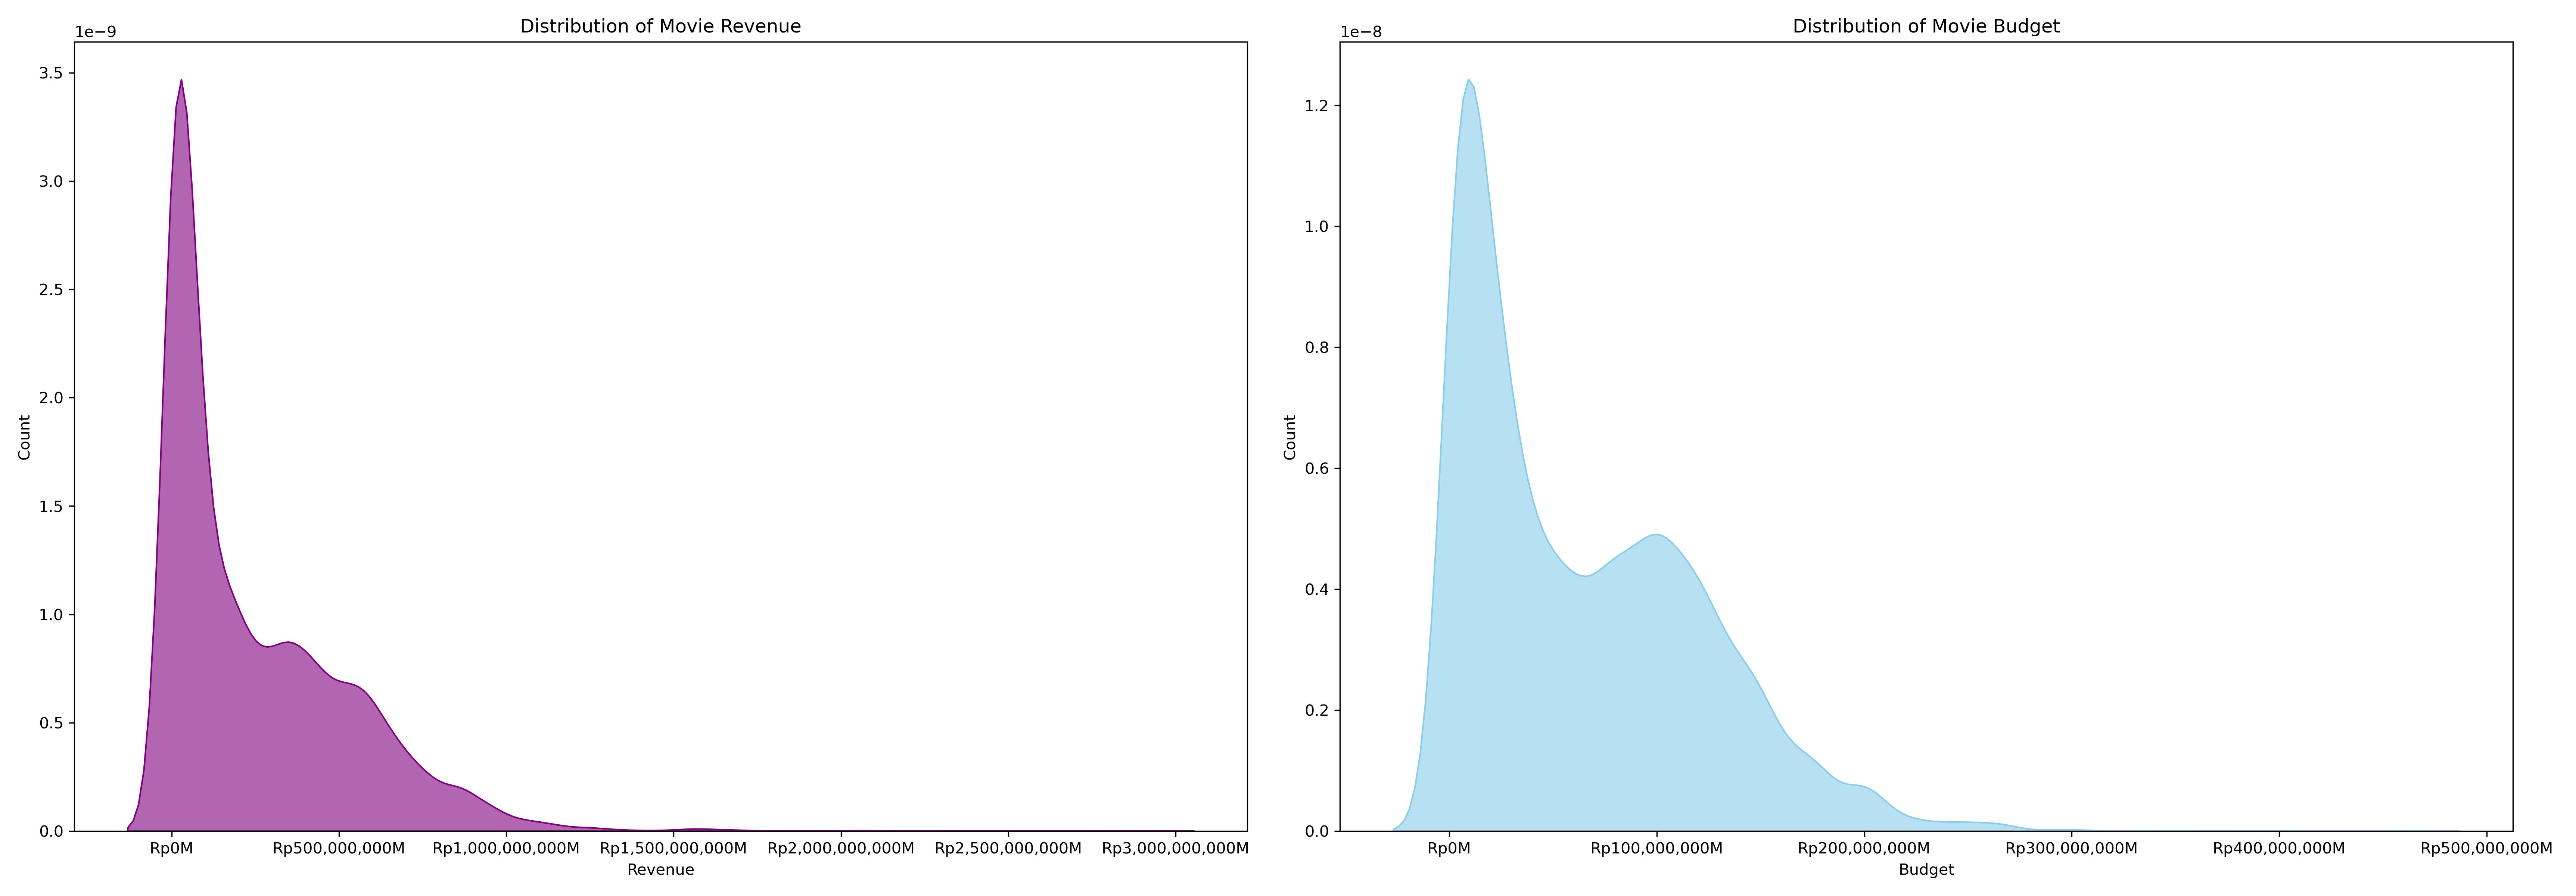 Distribution of Movie Revenue
1e−9
3.5
3.0
2.5
2.0
1.5
1.0
0.5
0.0
Count
Rp0M Rp500,000,000M Rp1,000,000,000M Rp1,500,000,000M Rp2,000,000,000M Rp2,500,000,000M Rp3,000,000,000M
Revenue
Distribution of Movie Budget
1e−8
1.2
1.0
0.8
0.6
0.4
0.2
0.0
Count
Rp0M Rp100,000,000M Rp200,000,000M Rp300,000,000M Rp400,000,000M Rp500,000,000M
Budget